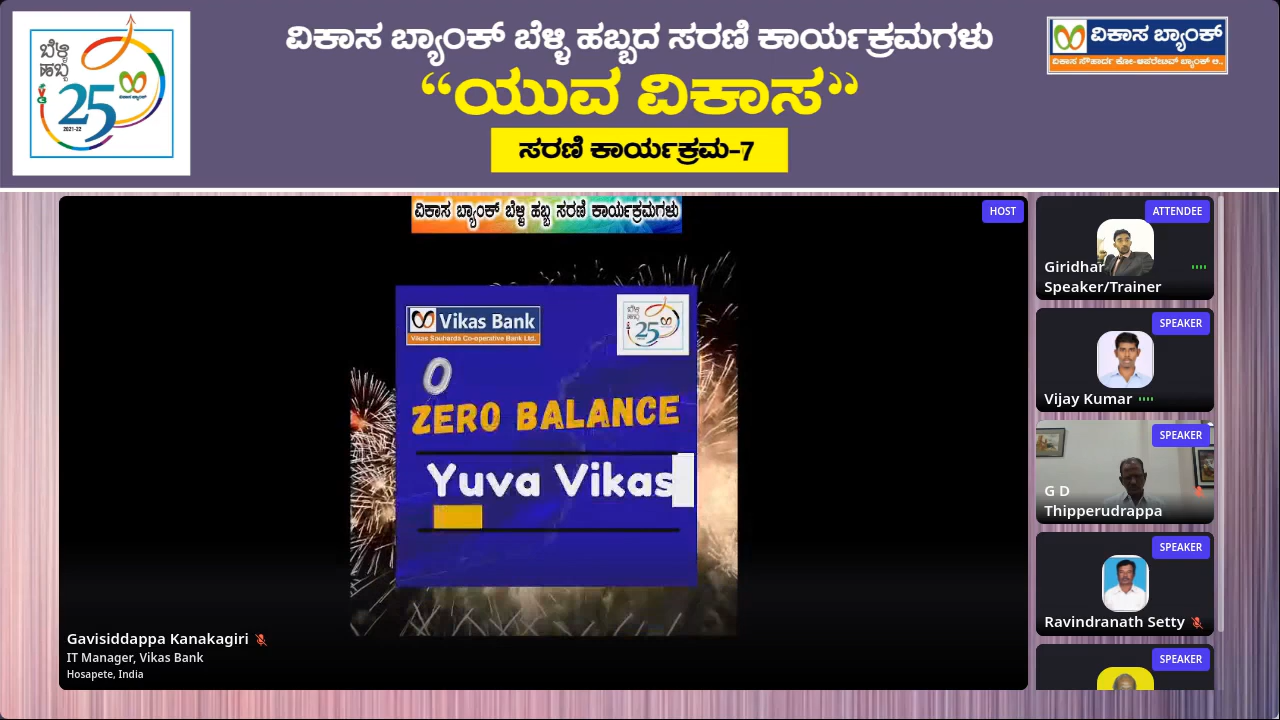 ಬೆಳ್ಳಿ
ಹಬ್ಬ
25
2021-22
ವಿಕಾಸ ಬ್ಯಾಂಕ್ ಬೆಳ್ಳಿ ಹಬ್ಬದ ಸರಣಿ ಕಾರ್ಯಕ್ರಮಗಳು
“ಯುವ ವಿಕಾಸ”
ಸರಣಿ ಕಾರ್ಯಕ್ರಮ-7
ವಿಕಾಸ ಬ್ಯಾಂಕ್
ವಿಕಾಸ ಸೌಹಾರ್ದ ಕೋ-ಆಪರೇಟಿವ್ ಬ್ಯಾಂಕ್ ಲಿ.,
ವಿಕಾಸ ಬ್ಯಾಂಕ್ ಬೆಳ್ಳಿ ಹಬ್ಬ ಸರಣಿ ಕಾರ್ಯಕ್ರಮಗಳು
HOST
Vikas Bank
Vikas Souharda Co-operative Bank Ltd.
25
0
ZERO BALANCE
Yuva Vikas
Gavisiddappa Kanakagiri
IT Manager, Vikas Bank
Hosapete, India
ATTENDEE
Giridhar
Speaker/Trainer
SPEAKER
Vijay Kumar
SPEAKER
G D
Thipperudrappa
SPEAKER
Ravindranath Setty
SPEAKER